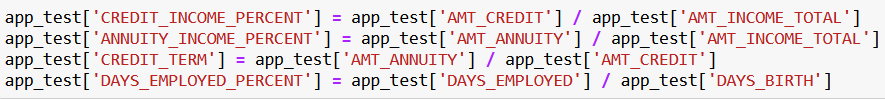 app_test['CREDIT_INCOME_PERCENT'] = app_test['AMT_CREDIT'] / app_test['AMT_INCOME_TOTAL']
app_test['ANNUITY_INCOME_PERCENT'] = app_test['AMT_ANNUITY'] / app_test['AMT_INCOME_TOTAL']
app_test['CREDIT_TERM'] = app_test['AMT_ANNUITY'] / app_test['AMT_CREDIT']
app_test['DAYS_EMPLOYED_PERCENT'] = app_test['DAYS_EMPLOYED'] / app_test['DAYS_BIRTH']